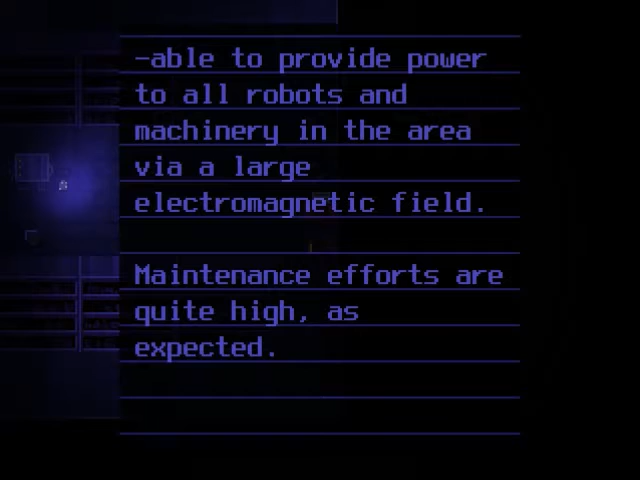 -able to provide power
to all robots and
machinery in the area
via a large
electromagnetic field.
Maintenance efforts are
quite high, as
expected.